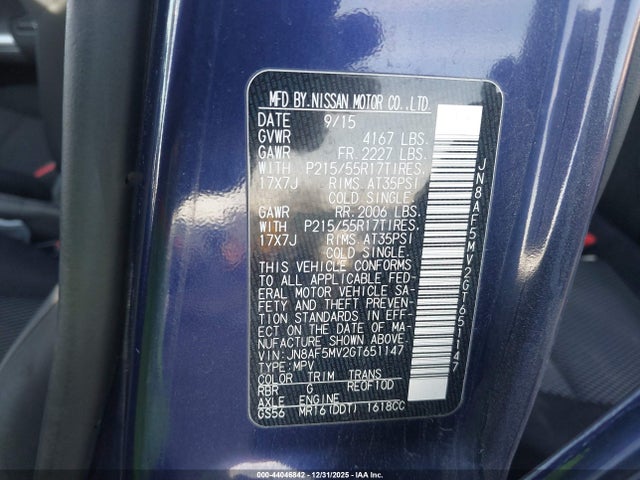 MFD BY.NISSAN MOTOR CO.,LTD.
DATE 9/15
GVWR 4167 LBS.
GAWR FR. 2227 LBS.
WITH P215/55R17TIRES.
17X7J RIMS. AT35PSI
COLD SINGLE.
GAWR RR. 2006 LBS.
WITH P215/55R17TIRES.
17X7J RIMS. AT35PSI
COLD SINGLE.
THIS VEHICLE CONFORMS
TO ALL APPLICABLE FED-
ERAL MOTOR VEHICLE SA-
FETY AND THEFT PREVEN-
TION STANDARDS IN EFF-
ECT ON THE DATE OF MA-
NUFACTURE SHOWN ABOVE.
VIN:JN8AF5MV2GT651147
TYPE:MPV
COLOR TRIM TRANS
RBR G RE0F10D
AXLE ENGINE
GS56 MR16(DDT) 1618CC
JN8AF5MV2GT651147
000-44046842 - 12/31/2025 - copart.com